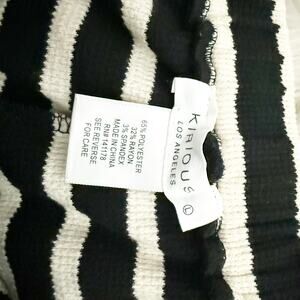 KIRIOUS
LOS ANGELES
L
65% POLYESTER
32% RAYON
3% SPANDEX
MADE IN CHINA
RN# 141178
SEE REVERSE
FOR CARE